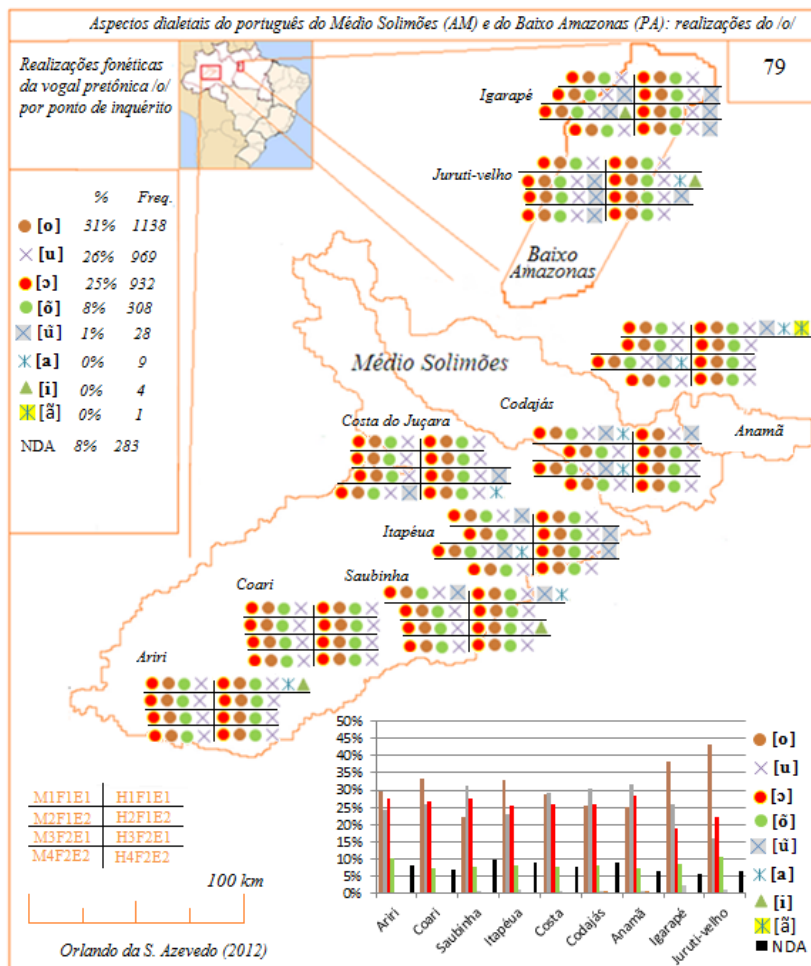 Aspectos dialetais do português do Médio Solimões (AM) e do Baixo Amazonas (PA): realizações do /o/
79
Realizações fonéticas
da vogal pretônica /o/
por ponto de inquérito
% Freq.
[o] 31% 1138
[u] 26% 969
[ɔ] 25% 932
[õ] 8% 308
[ũ] 1% 28
[a] 0% 9
[i] 0% 4
[ã] 0% 1
NDA 8% 283
Igarapé
Juruti-velho
Baixo
Amazonas
Médio Solimões
Codajás
Anamã
Costa do Juçara
Itapéua
Saubinha
Coari
Ariri
M1F1E1 H1F1E1
M2F1E2 H2F1E2
M3F2E1 H3F2E1
M4F2E2 H4F2E2
100 km
Orlando da S. Azevedo (2012)
50%
45%
40%
35%
30%
25%
20%
15%
10%
5%
0%
Ariri
Coari
Saubinha
Itapéua
Costa
Codajás
Anamã
Igarapé
Juruti-velho
[o]
[u]
[ɔ]
[õ]
[ũ]
[a]
[i]
[ã]
NDA